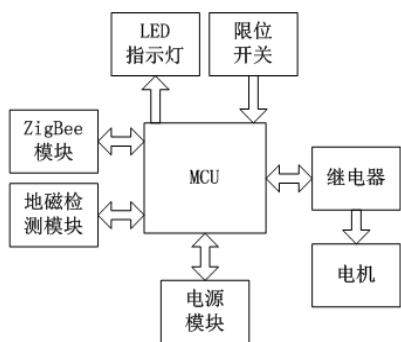 LED
指示灯
限位
开关
ZigBee
模块
MCU
继电器
地磁检
测模块
电机
电源
模块